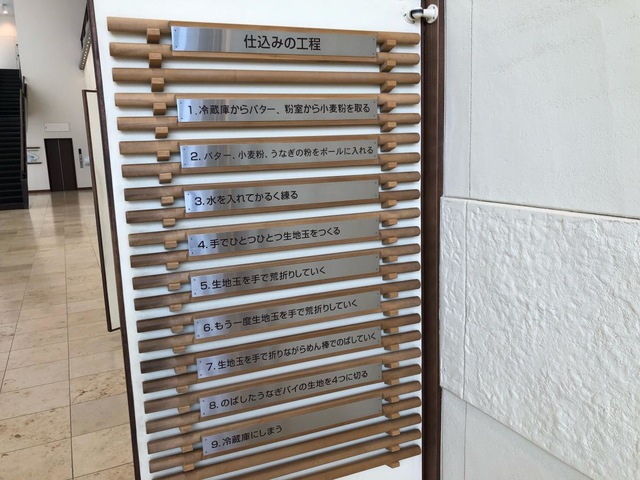 仕込みの工程
1.冷蔵庫からバター、粉室から小麦粉を取る
2.バター、小麦粉、うなぎの粉をボールに入れる
3.水を入れてかるく練る
4.手でひとつひとつ生地玉をつくる
5.生地玉を手で荒折りしていく
6.もう一度生地玉を手で荒折りしていく
7.生地玉を手で折りながらめん棒でのばしていく
8.のばしたうなぎパイの生地を4つに切る
9.冷蔵庫にしまう